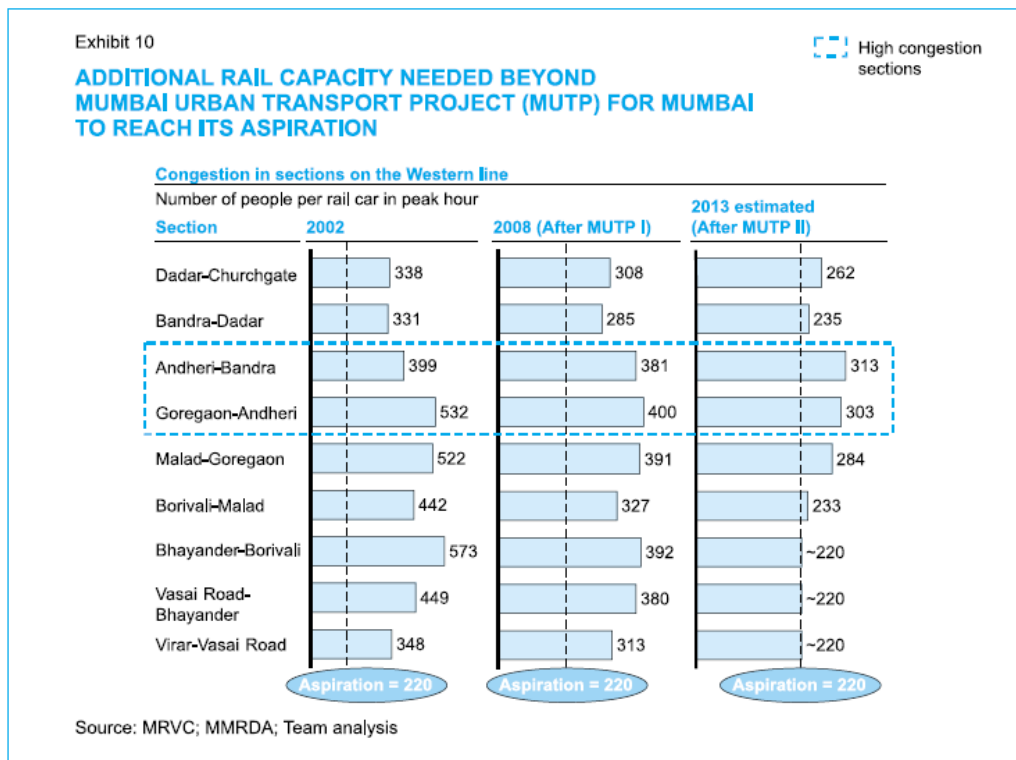 Exhibit 10
High congestion
sections
ADDITIONAL RAIL CAPACITY NEEDED BEYOND
MUMBAI URBAN TRANSPORT PROJECT (MUTP) FOR MUMBAI
TO REACH ITS ASPIRATION
Congestion in sections on the Western line
Number of people per rail car in peak hour
Section 2002 2008 (After MUTP I) 2013 estimated
(After MUTP II)
Dadar-Churchgate 338 308 262
Bandra-Dadar 331 285 235
Andheri-Bandra 399 381 313
Goregaon-Andheri 532 400 303
Malad-Goregaon 522 391 284
Borivali-Malad 442 327 233
Bhayander-Borivali 573 392 ~220
Vasai Road-
Bhayander 449 380 ~220
Virar-Vasai Road 348 313 ~220
Aspiration = 220 Aspiration = 220 Aspiration = 220
Source: MRVC; MMRDA; Team analysis